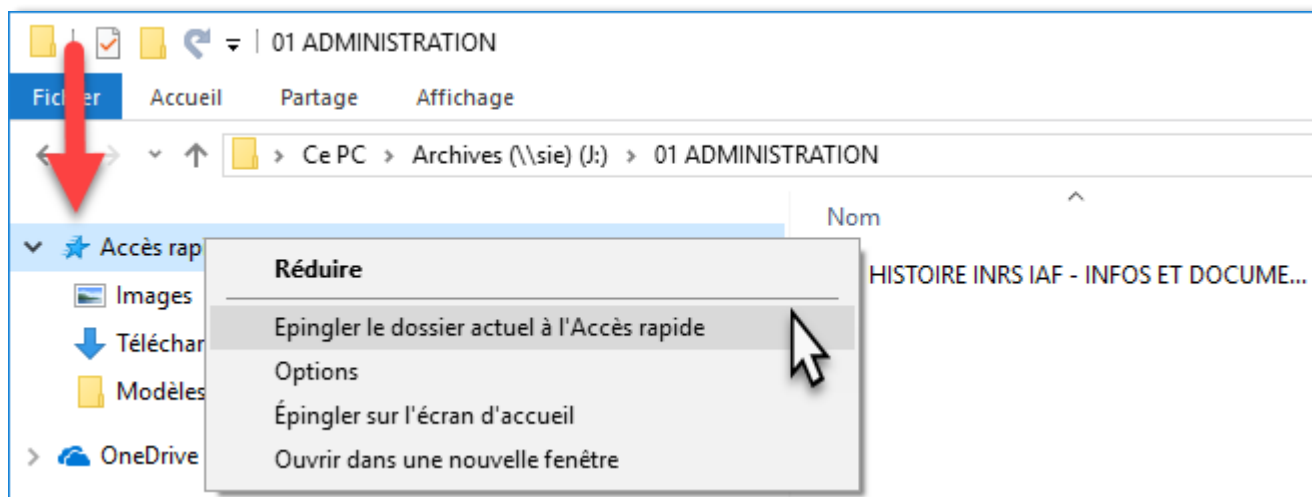 01 ADMINISTRATION
Fichier Accueil Partage Affichage
Ce PC > Archives (\\sie) (J:) > 01 ADMINISTRATION
Nom
Accès rap
Réduire
HISTOIRE INRS IAF - INFOS ET DOCUME...
Images
Epingler le dossier actuel à l'Accès rapide
Téléchar
Options
Modèles
Épingler sur l'écran d'accueil
OneDrive
Ouvrir dans une nouvelle fenêtre